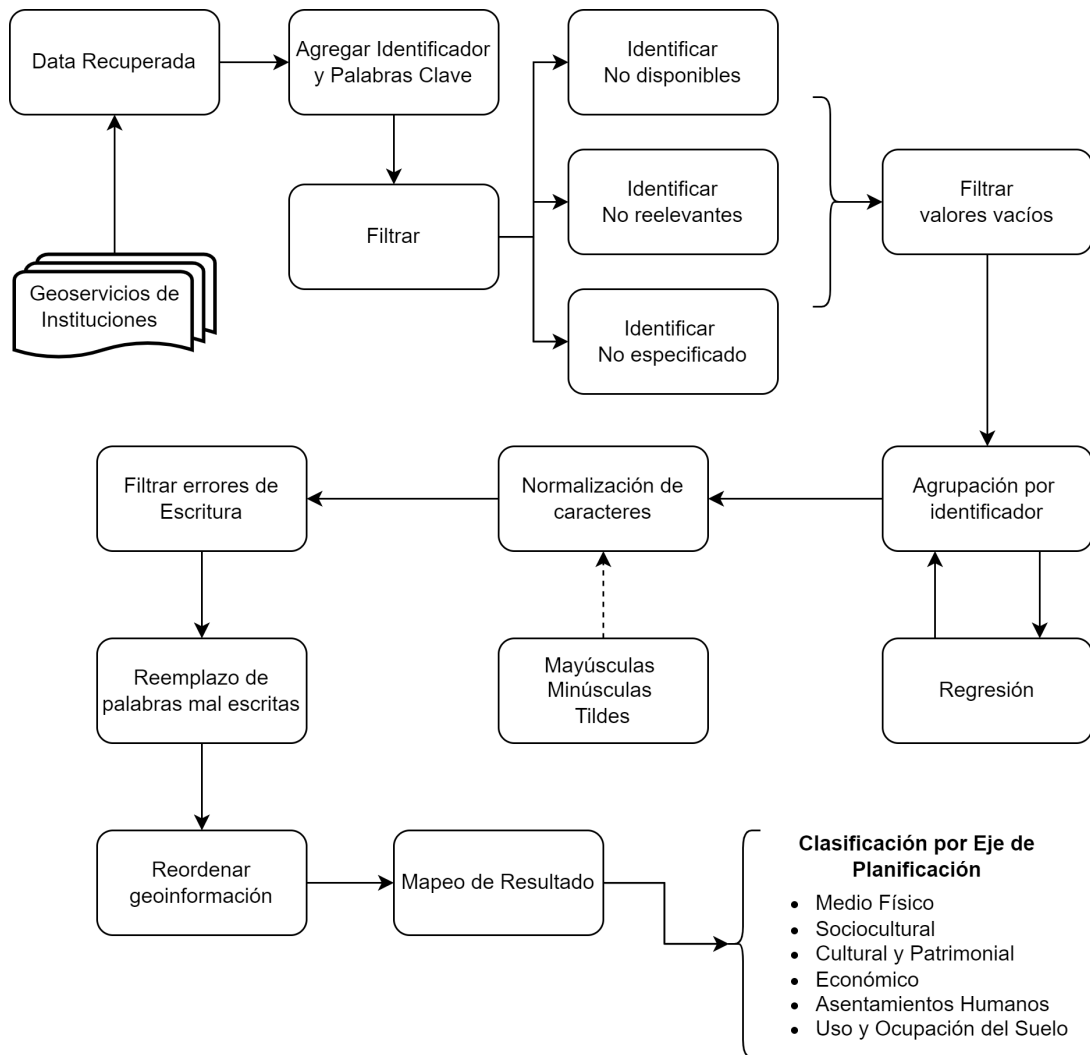 Data Recuperada
Agregar Identificador
y Palabras Clave
Identificar
No disponibles
Geoservicios de
Instituciones
Filtrar
Identificar
No reelevantes
Identificar
No especificado
Filtrar
valores vacíos
Agrupación por
identificador
Regresión
Normalización de
caracteres
Mayúsculas
Minúsculas
Tildes
Filtrar errores de
Escritura
Reemplazo de
palabras mal escritas
Reordenar
geoinformación
Mapeo de Resultado
Clasificación por Eje de
Planificación
• Medio Físico
• Sociocultural
• Cultural y Patrimonial
• Económico
• Asentamientos Humanos
• Uso y Ocupación del Suelo